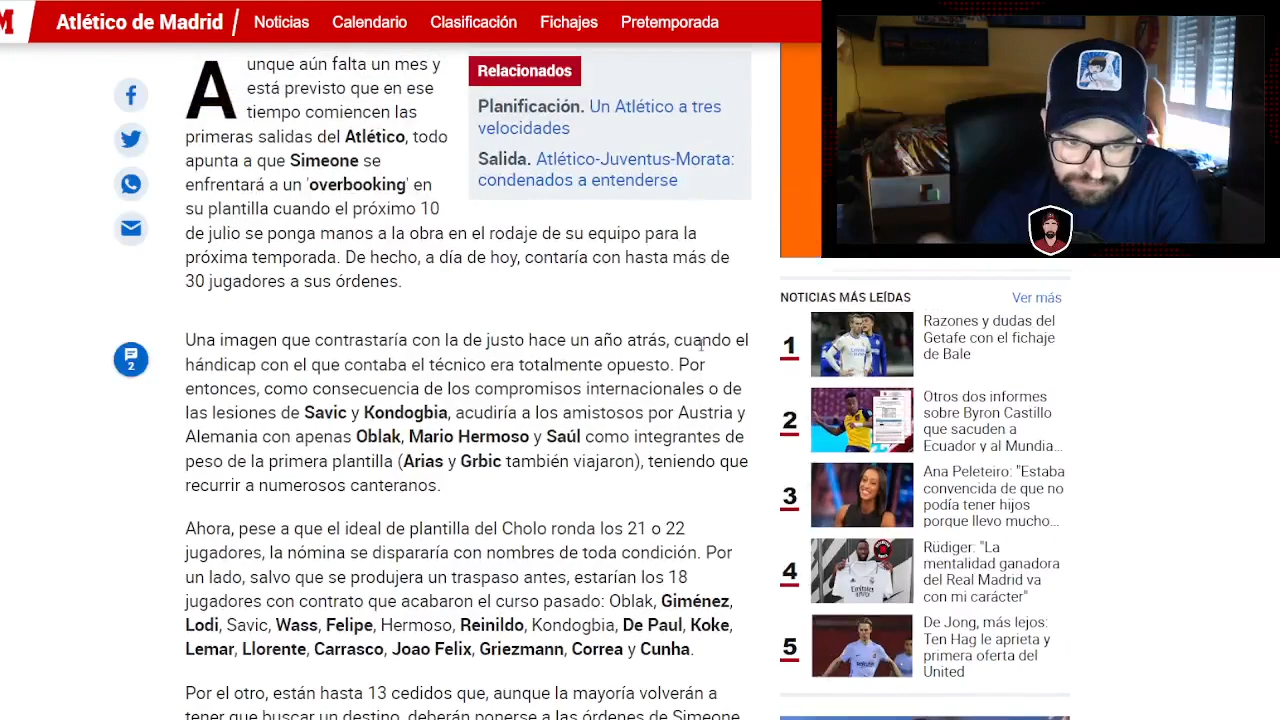 Atlético de Madrid
Noticias
Calendario
Clasificación
Fichajes
Pretemporada
Aunque aún falta un mes y
está previsto que en ese
tiempo comiencen las
primeras salidas del Atlético, todo
apunta a que Simeone se
enfrentará a un 'overbooking' en
su plantilla cuando el próximo 10
de julio se ponga manos a la obra en el rodaje de su equipo para la
próxima temporada. De hecho, a día de hoy, contaría con hasta más de
30 jugadores a sus órdenes.
Relacionados
Planificación. Un Atlético a tres
velocidades
Salida. Atlético-Juventus-Morata:
condenados a entenderse
2
Una imagen que contrastaría con la de justo hace un año atrás, cuando el
hándicap con el que contaba el técnico era totalmente opuesto. Por
entonces, como consecuencia de los compromisos internacionales o de
las lesiones de Savic y Kondogbia, acudiría a los amistosos por Austria y
Alemania con apenas Oblak, Mario Hermoso y Saúl como integrantes de
peso de la primera plantilla (Arias y Grbic también viajaron), teniendo que
recurrir a numerosos canteranos.
Ahora, pese a que el ideal de plantilla del Cholo ronda los 21 o 22
jugadores, la nómina se dispararía con nombres de toda condición. Por
un lado, salvo que se produjera un traspaso antes, estarían los 18
jugadores con contrato que acabaron el curso pasado: Oblak, Giménez,
Lodi, Savic, Wass, Felipe, Hermoso, Reinildo, Kondogbia, De Paul, Koke,
Lemar, Llorente, Carrasco, Joao Felix, Griezmann, Correa y Cunha.
Por el otro, están hasta 13 cedidos que, aunque la mayoría volverán a
tener que buscar un destino, deberán ponerse a las órdenes de Simeone
NOTICIAS MÁS LEÍDAS
Ver más
1
Razones y dudas del
Getafe con el fichaje
de Bale
2
Otros dos informes
sobre Byron Castillo
que sacuden a
Ecuador y al Mundia...
3
Ana Peleteiro: "Estaba
convencida de que no
podía tener hijos
porque llevo mucho...
4
Rüdiger: "La
mentalidad ganadora
del Real Madrid va
con mi carácter"
5
De Jong, más lejos:
Ten Hag le aprieta y
primera oferta del
United